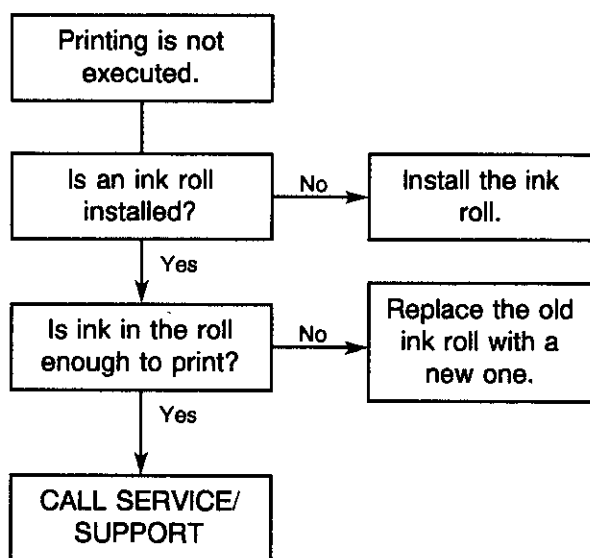 Printing is not
executed.
Is an ink roll
installed?
No
Install the ink
roll.
Yes
Is ink in the roll
enough to print?
No
Replace the old
ink roll with a
new one.
Yes
CALL SERVICE/
SUPPORT